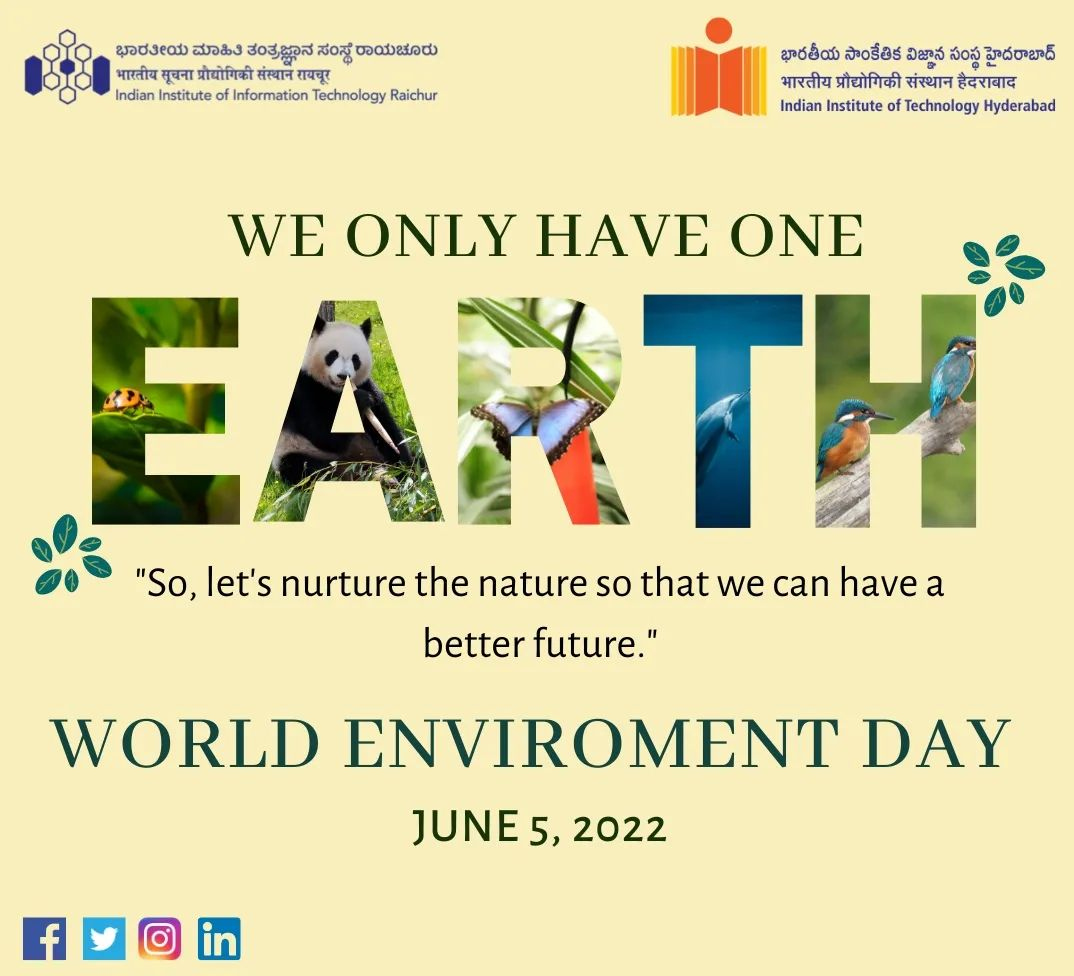 ಭಾರತೀಯ ಮಾಹಿತಿ ತಂತ್ರಜ್ಞಾನ ಸಂಸ್ಥೆ ರಾಯಚೂರು
भारतीय सूचना प्रौद्योगिकी संस्थान रायचूर
Indian Institute of Information Technology Raichur
భారతీయ సాంకేతిక విజ్ఞాన సంస్థ హైదరాబాద్
भारतीय प्रौद्योगिकी संस्थान हैदराबाद
Indian Institute of Technology Hyderabad
WE ONLY HAVE ONE
EARTH
"So, let's nurture the nature so that we can have a
better future."
WORLD ENVIROMENT DAY
JUNE 5, 2022